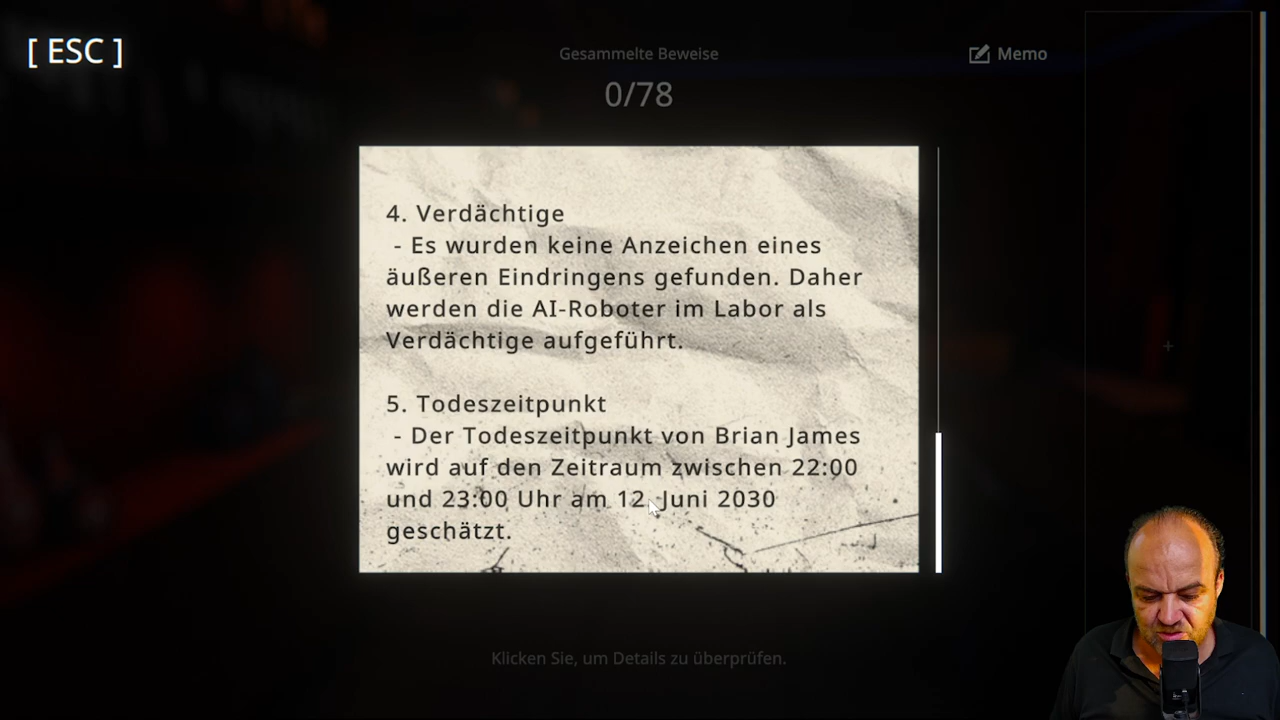 [ ESC ]
Gesammelte Beweise
Memo
0/78
4. Verdächtige
- Es wurden keine Anzeichen eines
äußeren Eindringens gefunden. Daher
werden die AI-Roboter im Labor als
Verdächtige aufgeführt.
5. Todeszeitpunkt
- Der Todeszeitpunkt von Brian James
wird auf den Zeitraum zwischen 22:00
und 23:00 Uhr am 12. Juni 2030
geschätzt.
Klicken Sie, um Details zu überprüfen.